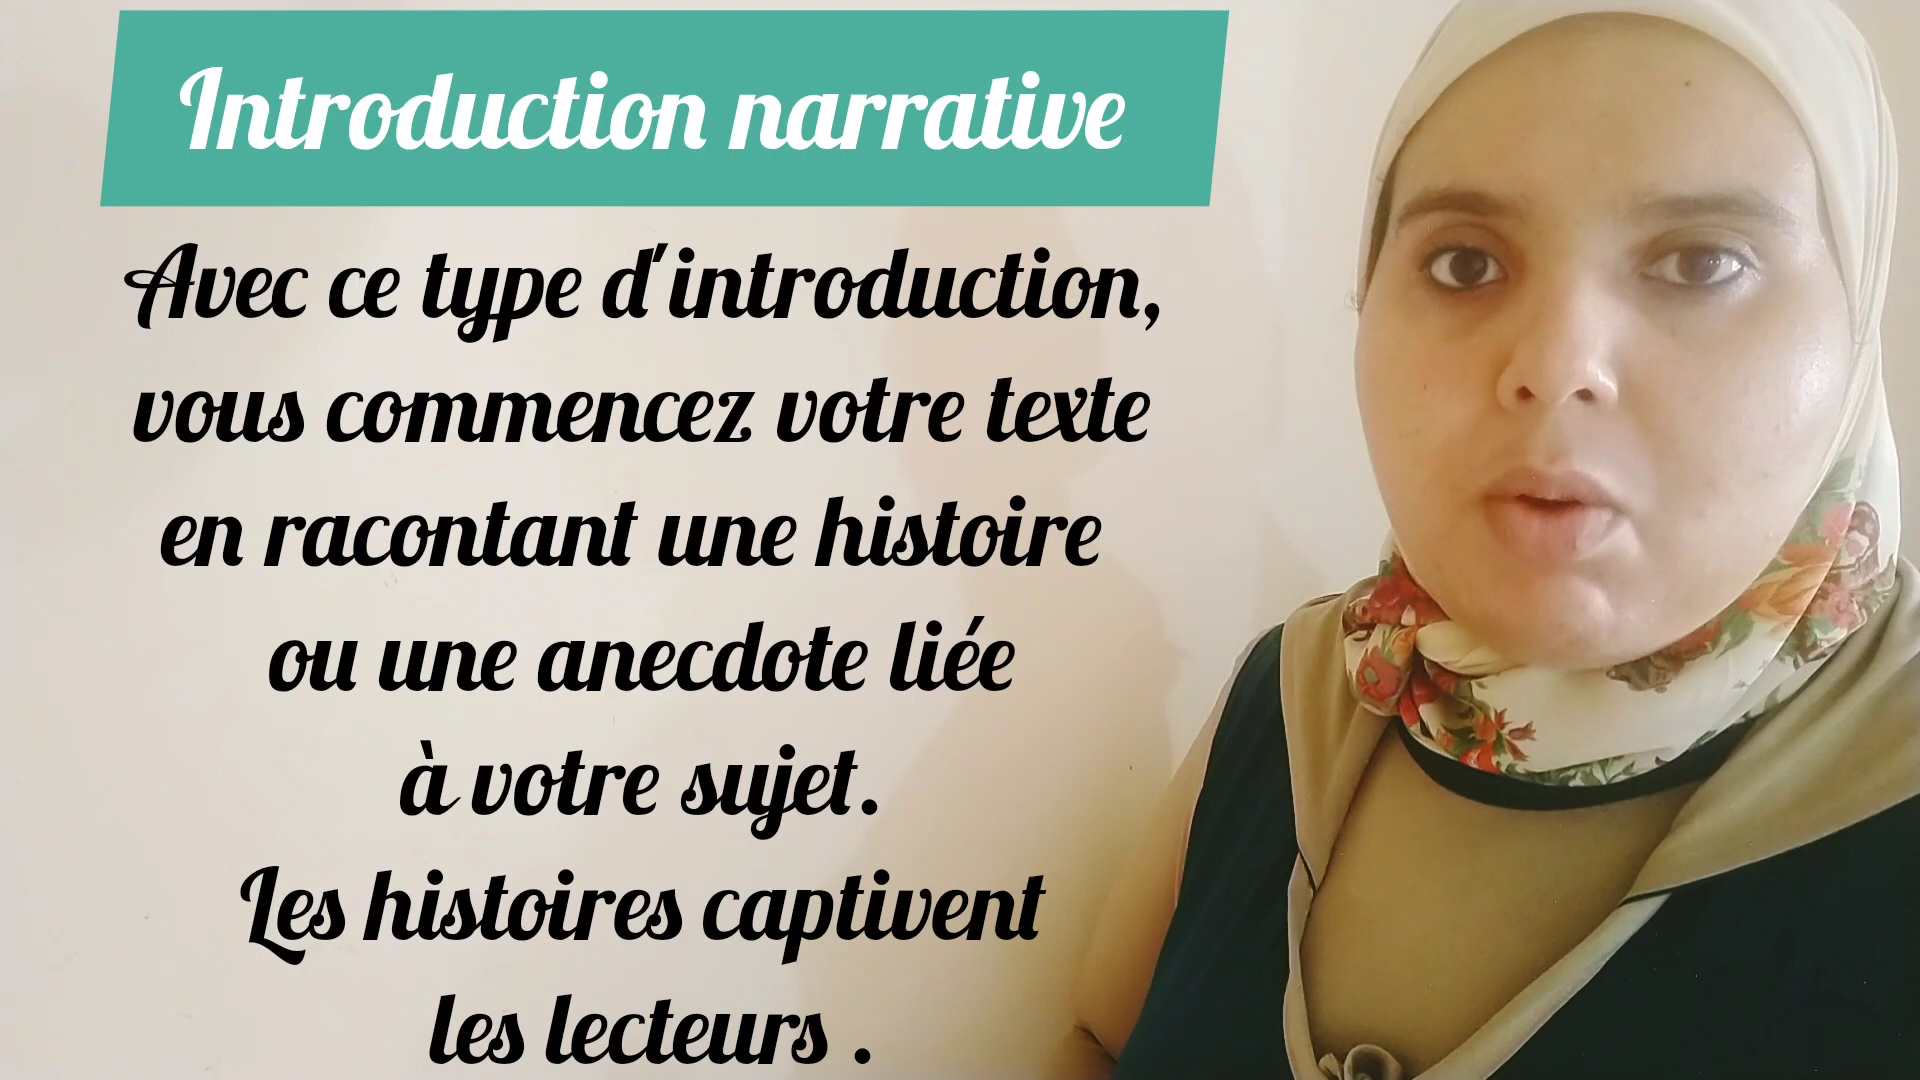 Introduction narrative
Avec ce type d'introduction,
vous commencez votre texte
en racontant une histoire
ou une anecdote liée
à votre sujet.
Les histoires captivent
les lecteurs .